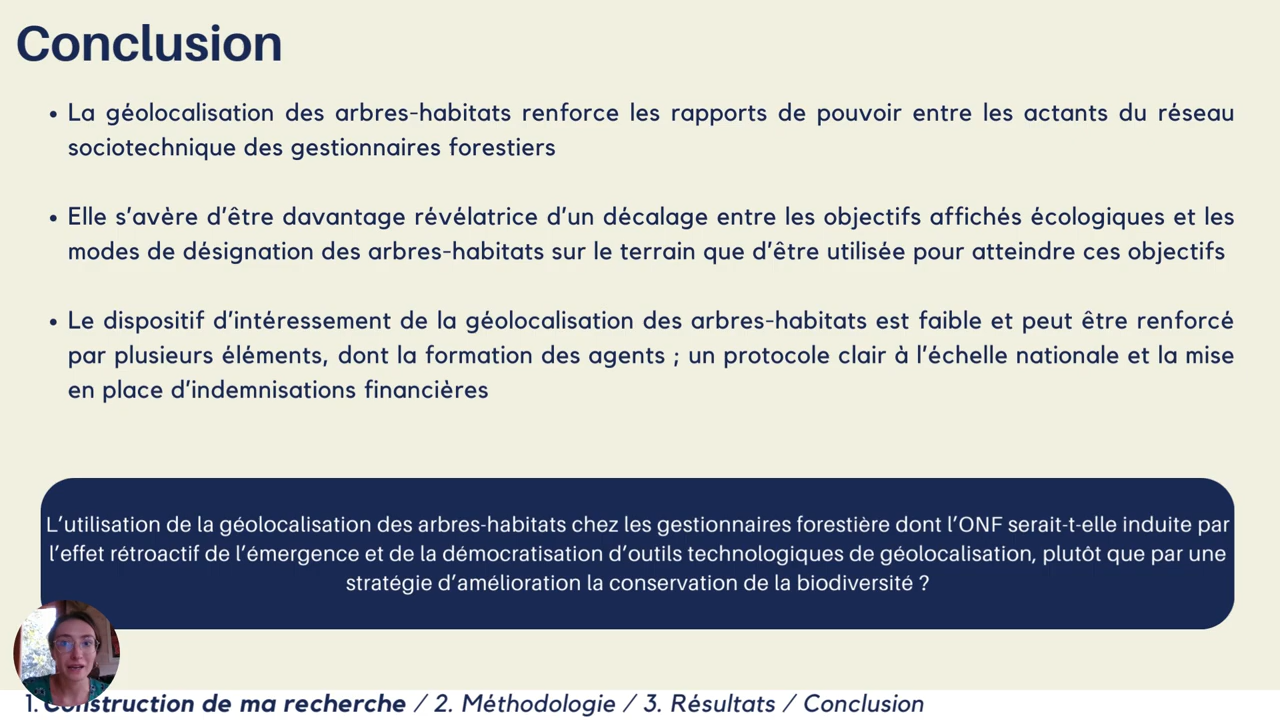 Conclusion
• La géolocalisation des arbres-habitats renforce les rapports de pouvoir entre les actants du réseau
sociotechnique des gestionnaires forestiers
• Elle s'avère d'être davantage révélatrice d'un décalage entre les objectifs affichés écologiques et les
modes de désignation des arbres-habitats sur le terrain que d'être utilisée pour atteindre ces objectifs
• Le dispositif d'intéressement de la géolocalisation des arbres-habitats est faible et peut être renforcé
par plusieurs éléments, dont la formation des agents ; un protocole clair à l'échelle nationale et la mise
en place d'indemnisations financières
L'utilisation de la géolocalisation des arbres-habitats chez les gestionnaires forestière dont l'ONF serait-t-elle induite par
l'effet rétroactif de l'émergence et de la démocratisation d'outils technologiques de géolocalisation, plutôt que par une
stratégie d'amélioration la conservation de la biodiversité ?
1. Construction de ma recherche / 2. Méthodologie / 3. Résultats / Conclusion